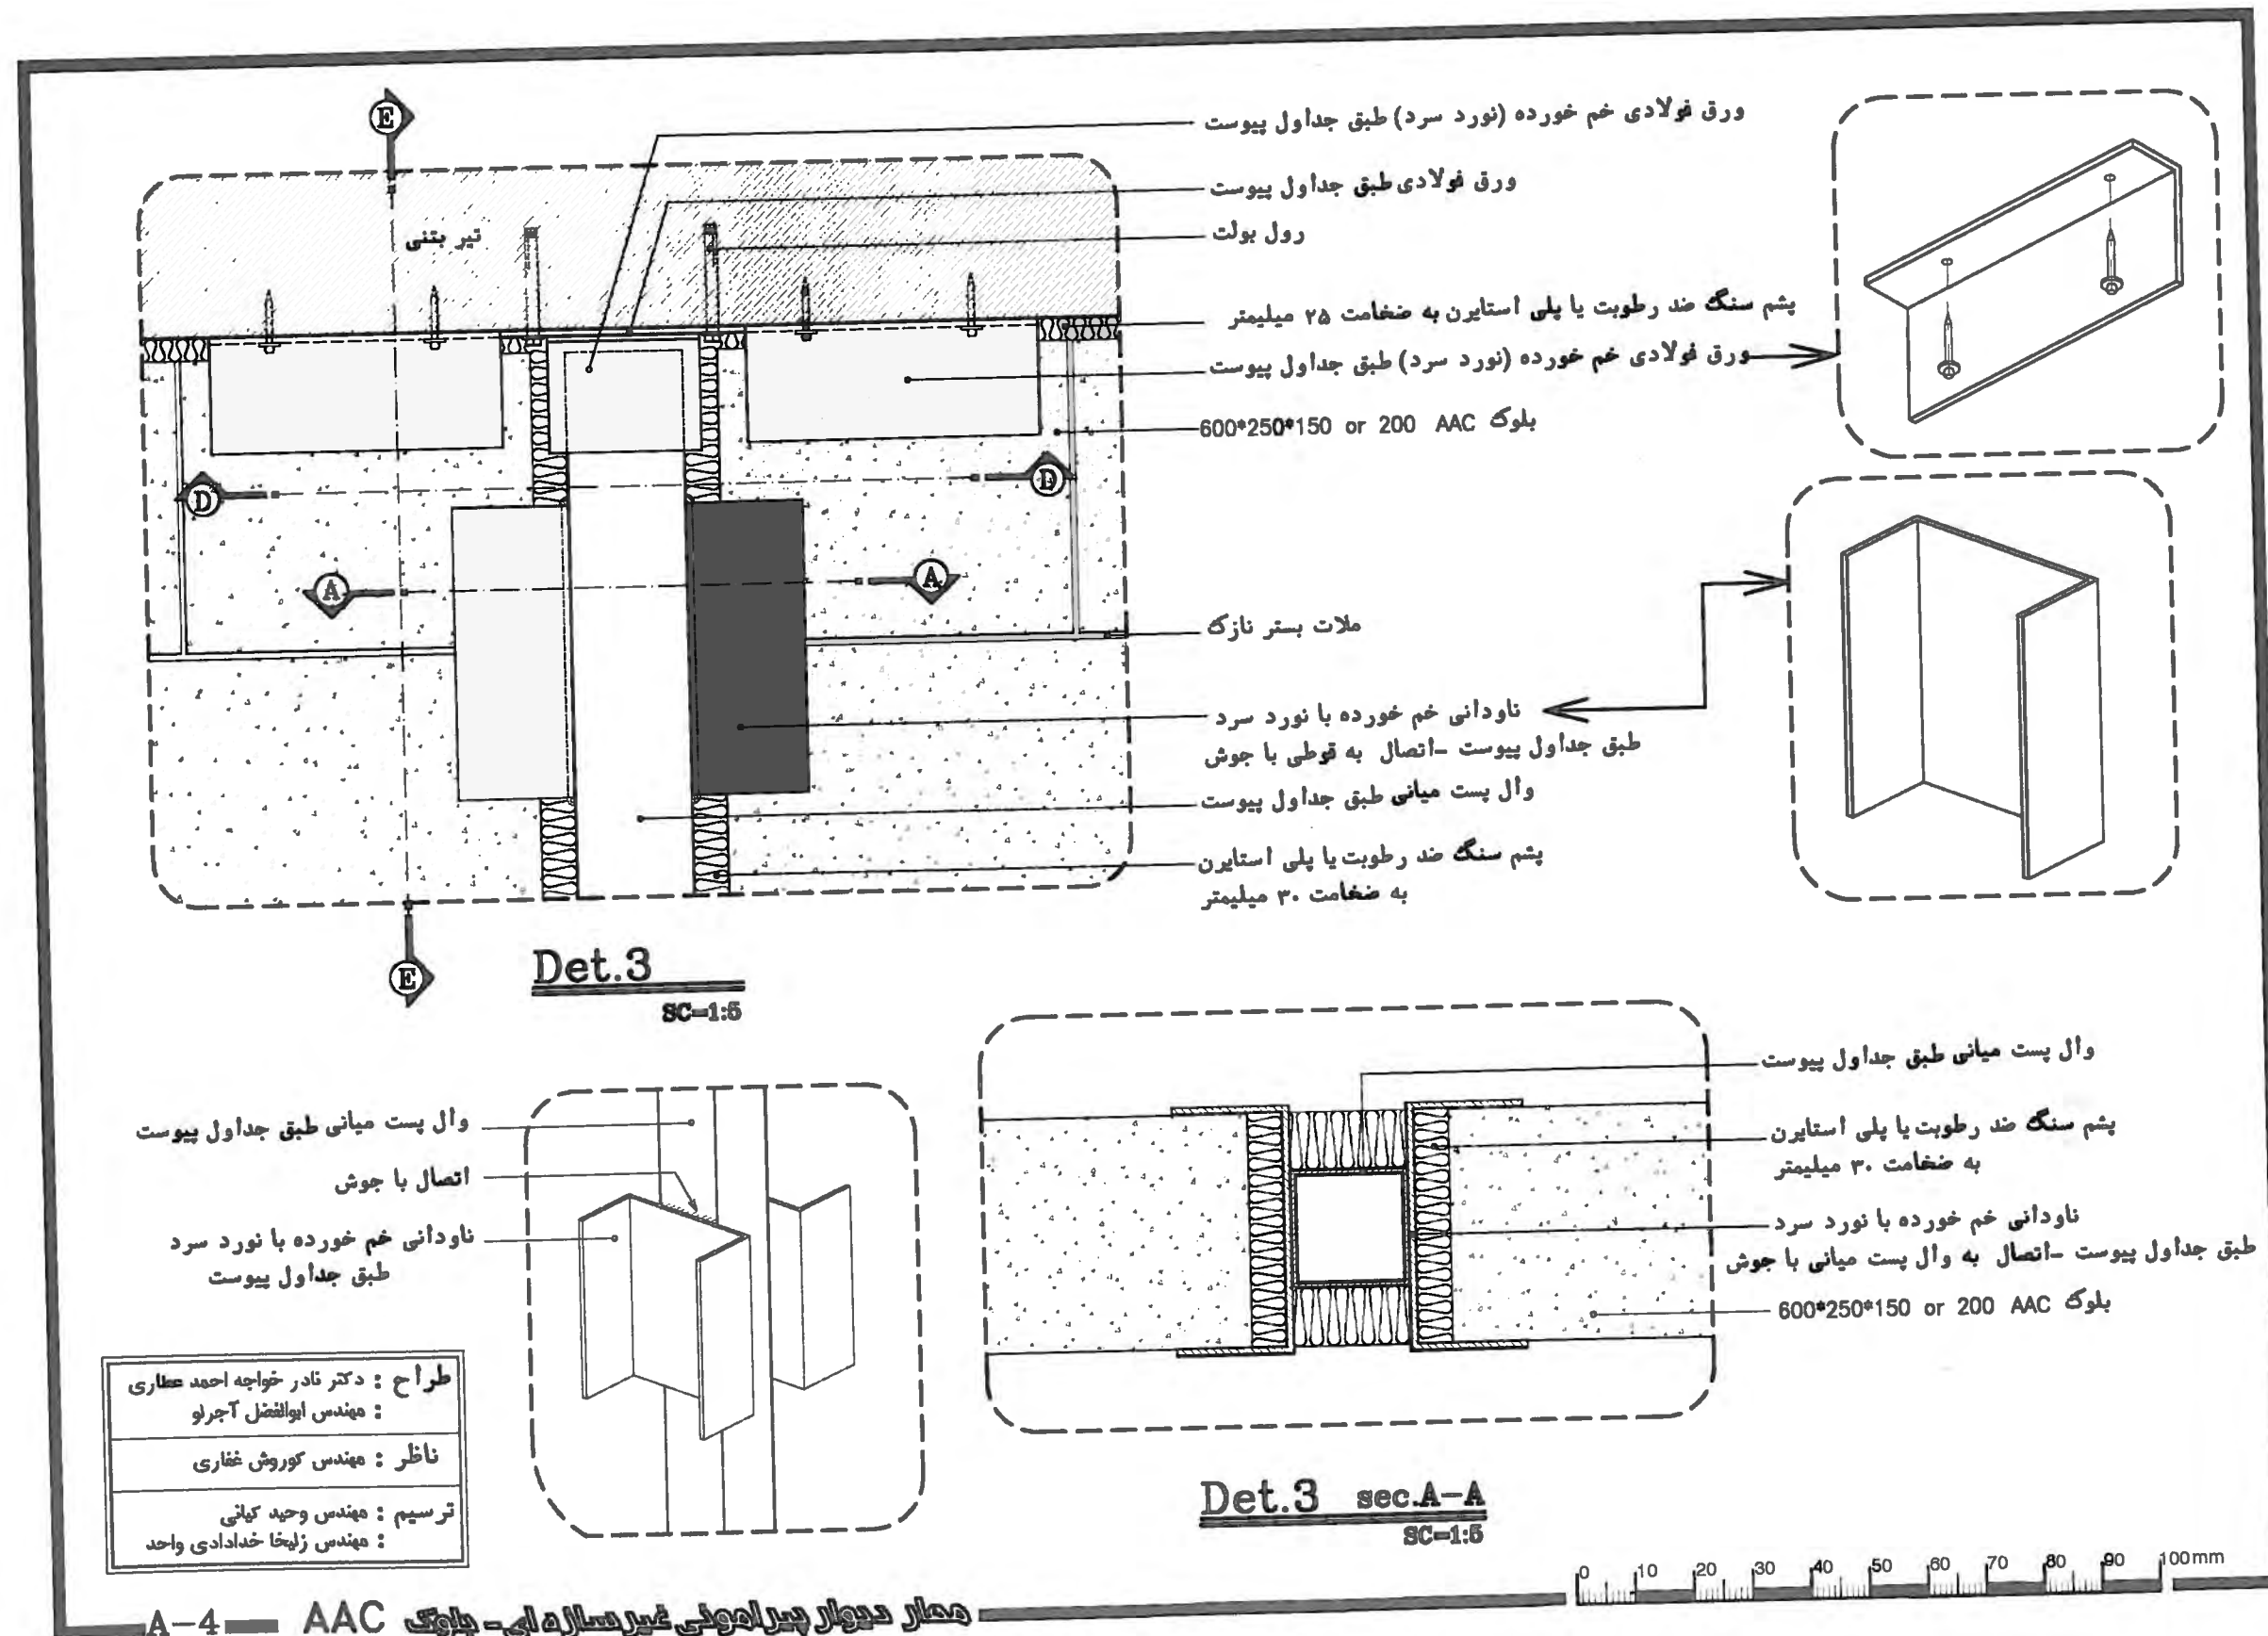 E
ورق فولادی خم خورده (نورد سرد) طبق جداول پیوست
ورق فولادی طبق جداول پیوست
تیر بتنی
رول بولت
پشم سنگ ضد رطوبت یا پلی استایرن به ضخامت ۲۵ میلیمتر
ورق فولادی خم خورده (نورد سرد) طبق جداول پیوست
بلوک 600*250*150 or 200 AAC
D
D
A
A
ملات بستر نازک
ناودانی خم خورده با نورد سرد
طبق جداول پیوست -اتصال به قوطی با جوش
وال پست میانی طبق جداول پیوست
پشم سنگ ضد رطوبت یا پلی استایرن
به ضخامت ۳۰ میلیمتر
E
Det.3
SC=1:5
وال پست میانی طبق جداول پیوست
اتصال با جوش
ناودانی خم خورده با نورد سرد
طبق جداول پیوست
وال پست میانی طبق جداول پیوست
پشم سنگ ضد رطوبت یا پلی استایرن
به ضخامت ۳۰ میلیمتر
ناودانی خم خورده با نورد سرد
طبق جداول پیوست -اتصال به وال پست میانی با جوش
بلوک 600*250*150 or 200 AAC
Det.3 sec.A-A
SC=1:5
طراح : دکتر نادر خواجه احمد عطاری
: مهندس ابوالفضل آجرلو
ناظر : مهندس کوروش غفاری
ترسیم : مهندس وحید کیانی
: مهندس زلیخا خدادادی واحد
0 10 20 30 40 50 60 70 80 90 100mm
مهار دیوار پیرامونی غیرسازه ای- بلوک AAC
A-4